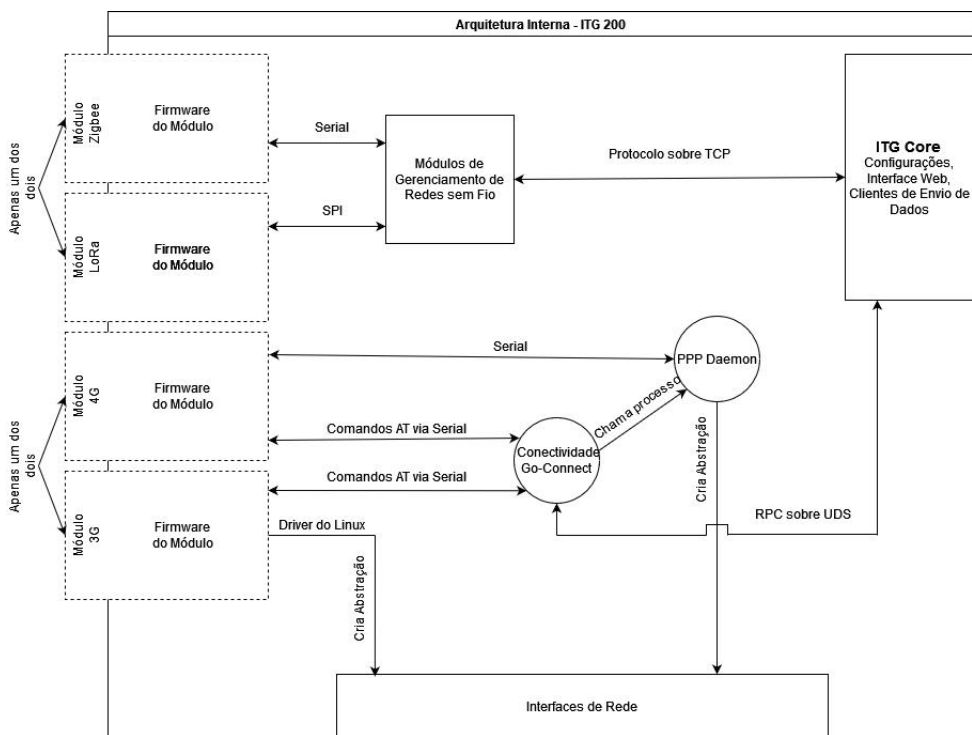 Arquitetura Interna - ITG 200
Apenas um dos
dois
Módulo
Zigbee
Firmware
do Módulo
Serial
Módulos de
Gerenciamento de
Redes sem Fio
Protocolo sobre TCP
ITG Core
Configurações,
Interface Web,
Clientes de Envio de
Dados
SPI
Módulo
LoRa
Firmware
do Módulo
Apenas um dos
dois
Módulo
4G
Firmware
do Módulo
Serial
PPP Daemon
Chama processo
Comandos AT via Serial
Conectividade
Go-Connect
Comandos AT via Serial
Cria Abstração
RPC sobre UDS
Módulo
3G
Firmware
do Módulo
Driver do Linux
Cria Abstração
Interfaces de Rede